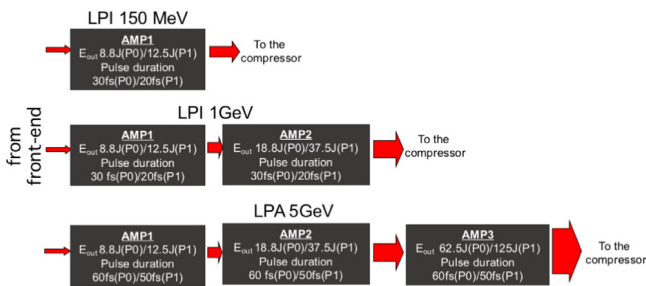 LPI 150 MeV
AMP1
Eout 8.8J(P0)/12.5J(P1)
Pulse duration
30fs(P0)/20fs(P1)
To the
compressor
from
front-end
LPI 1GeV
AMP1
Eout 8.8J(P0)/12.5J(P1)
Pulse duration
30 fs(P0)/20fs(P1)
AMP2
Eout 18.8J(P0)/37.5J(P1)
Pulse duration
30fs(P0)/20fs(P1)
To the
compressor
LPA 5GeV
AMP1
Eout 8.8J(P0)/12.5J(P1)
Pulse duration
60fs(P0)/50fs(P1)
AMP2
Eout 18.8J(P0)/37.5J(P1)
Pulse duration
60 fs(P0)/50fs(P1)
AMP3
Eout 62.5J(P0)/125J(P1)
Pulse duration
60fs(P0)/50fs(P1)
To the
compressor